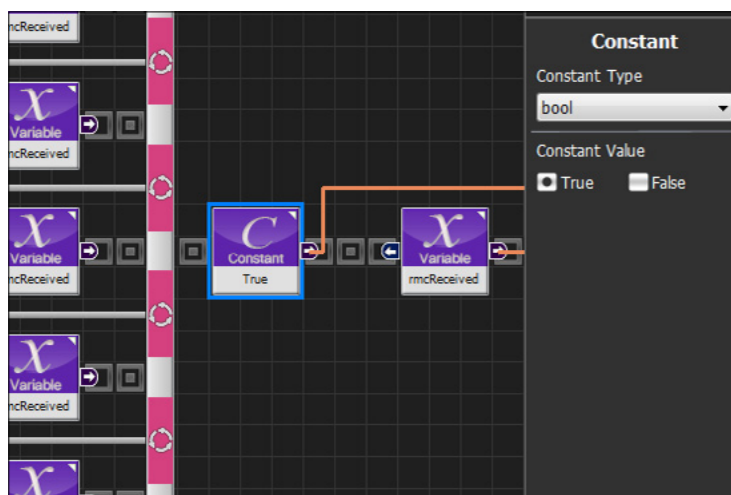 ncReceived
X
Variable
ncReceived
X
Variable
ncReceived
X
Variable
ncReceived
X
C
Constant
True
X
Variable
rmcReceived
Constant
Constant Type
bool
Constant Value
True
False